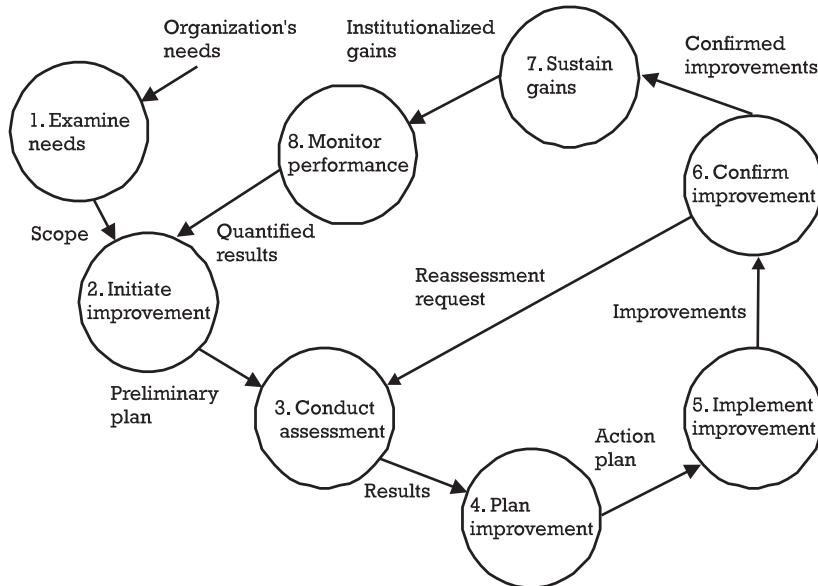 Organization's
needs
Institutionalized
gains
7. Sustain
gains
Confirmed
improvements
1. Examine
needs
8. Monitor
performance
6. Confirm
improvement
Scope
Quantified
results
2. Initiate
improvement
Reassessment
request
Improvements
Preliminary
plan
3. Conduct
assessment
5. Implement
improvement
Action
plan
Results
4. Plan
improvement